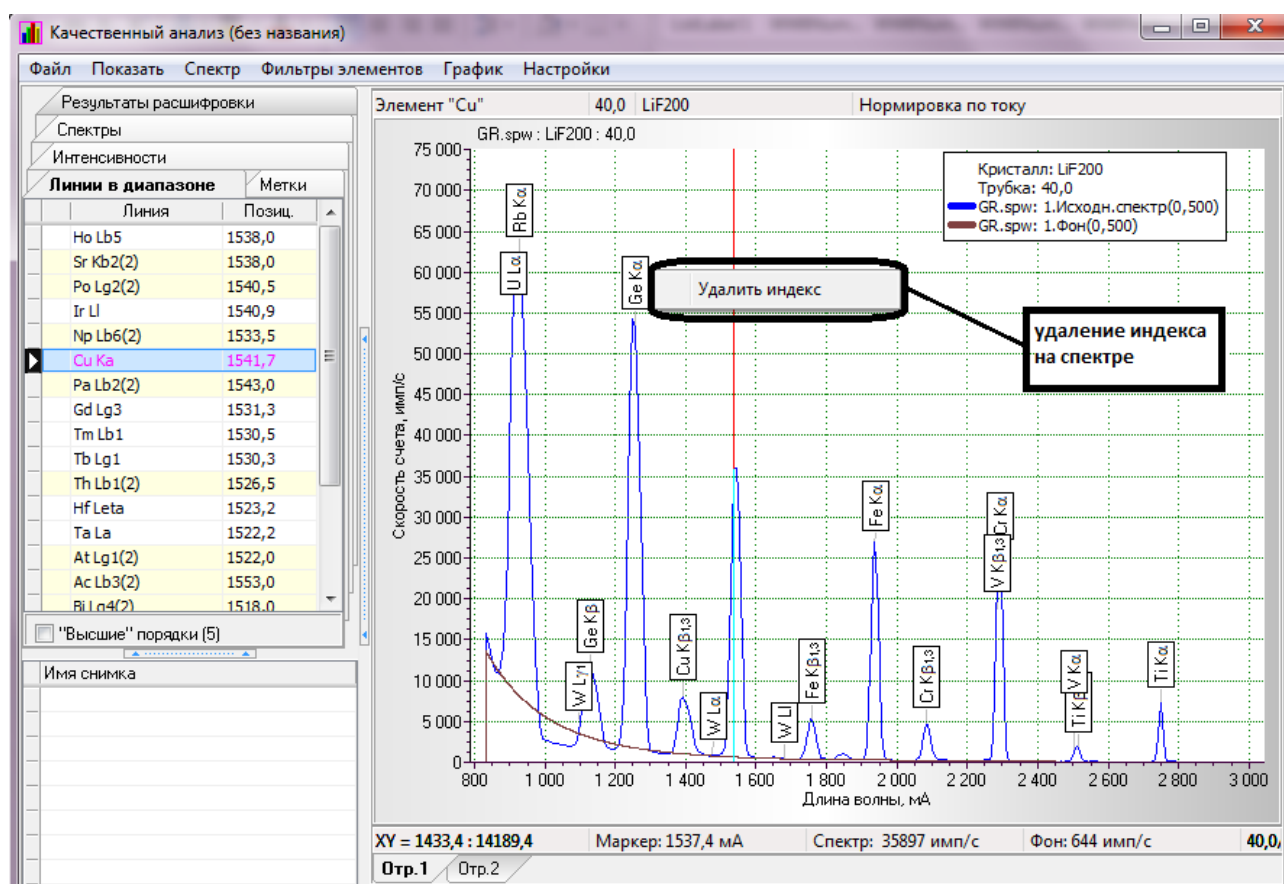 Качественный анализ (без названия)
Файл Показать Спектр Фильтры элементов График Настройки
Результаты расшифровки
Спектры
Интенсивности
Линии в диапазоне Метки
Линия Позиц.
Ho Lb5 1538,0
Sr Kb2(2) 1538,0
Po Lg2(2) 1540,5
Ir Ll 1540,9
Np Lb6(2) 1533,5
Cu Ka 1541,7
Pa Lb2(2) 1543,0
Gd Lg3 1531,3
Tm Lb1 1530,5
Tb Lg1 1530,3
Th Lb1(2) 1526,5
Hf Leta 1523,2
Ta La 1522,2
At Lg1(2) 1522,0
Ac Lb3(2) 1553,0
Bi Lg4(2) 1518,0
"Высшие" порядки (5)
Имя снимка
Элемент "Cu" 40,0 LiF200 Нормировка по току
GR.spw : LiF200 : 40,0
Кристалл: LiF200
Трубка: 40,0
GR.spw: 1.Исходн.спектр(0,500)
GR.spw: 1.Фон(0,500)
Скорость счета, имп/с
75 000
70 000
65 000
60 000
55 000
50 000
45 000
40 000
35 000
30 000
25 000
20 000
15 000
10 000
5 000
0
U Lα
Rb Kα
W Lγ1
Ge Kβ
Ge Kα
Cu Kβ1,3
W Lα
W Ll
Fe Kβ1,3
Fe Kα
Cr Kβ1,3
V Kβ1,3
Cr Kα
Ti Kβ
V Kα
Ti Kα
Удалить индекс
удаление индекса
на спектре
800 1 000 1 200 1 400 1 600 1 800 2 000 2 200 2 400 2 600 2 800 3 000
Длина волны, мА
XY = 1433,4 : 14189,4 Маркер: 1537,4 мА Спектр: 35897 имп/с Фон: 644 имп/с 40,0,
Отр.1 Отр.2